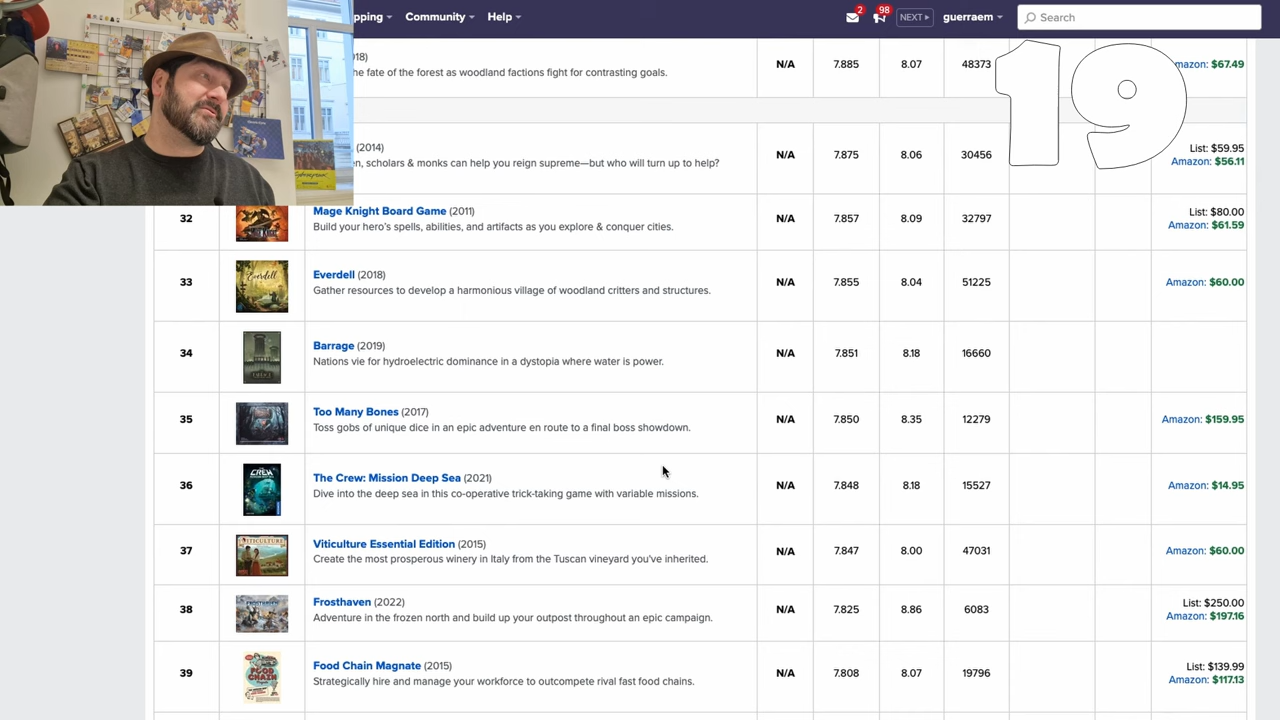 pping Community Help 2 98 NEXT guerraem Search
19
018)
he fate of the forest as woodland factions fight for contrasting goals. N/A 7.885 8.07 48373 mazon: $67.49
(2014)
en, scholars & monks can help you reign supreme—but who will turn up to help? N/A 7.875 8.06 30456 List: $59.95
Amazon: $56.11
32 Mage Knight Board Game (2011) N/A 7.857 8.09 32797 List: $80.00
Build your hero's spells, abilities, and artifacts as you explore & conquer cities. Amazon: $61.59
33 Everdell (2018) N/A 7.855 8.04 51225 Amazon: $60.00
Gather resources to develop a harmonious village of woodland critters and structures.
34 Barrage (2019) N/A 7.851 8.18 16660
Nations vie for hydroelectric dominance in a dystopia where water is power.
35 Too Many Bones (2017) N/A 7.850 8.35 12279 Amazon: $159.95
Toss gobs of unique dice in an epic adventure en route to a final boss showdown.
36 The Crew: Mission Deep Sea (2021) N/A 7.848 8.18 15527 Amazon: $14.95
Dive into the deep sea in this co-operative trick-taking game with variable missions.
37 Viticulture Essential Edition (2015) N/A 7.847 8.00 47031 Amazon: $60.00
Create the most prosperous winery in Italy from the Tuscan vineyard you've inherited.
38 Frosthaven (2022) N/A 7.825 8.86 6083 List: $250.00
Adventure in the frozen north and build up your outpost throughout an epic campaign. Amazon: $197.16
39 Food Chain Magnate (2015) N/A 7.808 8.07 19796 List: $139.99
Strategically hire and manage your workforce to outcompete rival fast food chains. Amazon: $117.13